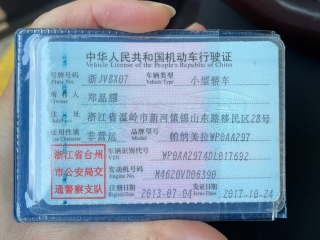 中华人民共和国机动车行驶证
Vehicle License of the People's Republic of China
号牌号码 浙JV8X07 车辆类型 小型轿车
Plate No. Vehicle Type
所有人 郑晶耀
Owner
住址 浙江省温岭市新河镇锦山东路移民区28号
Address
使用性质 非营运 品牌型号 帕纳美拉WP0AA297
Use Character Model
浙江省台州
市公安局交
通警察支队
车辆识别代号 WP0AA2974DL017692
VIN
发动机号码 M4620VD06390
Engine No.
注册日期 2013-07-04 发证日期 2017-10-24
Register Date Issue Date